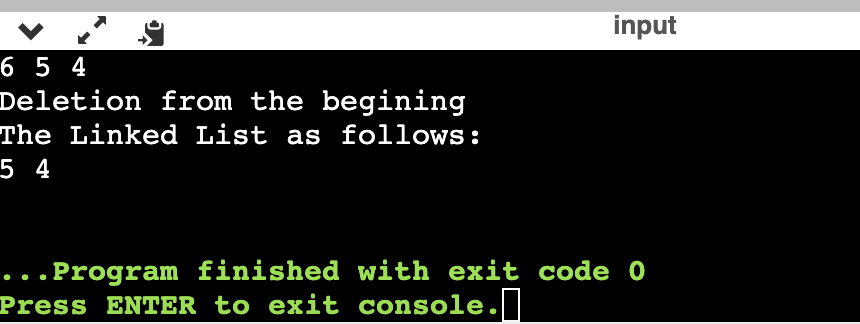 input
6 5 4
Deletion from the begining
The Linked List as follows:
5 4
...Program finished with exit code 0
Press ENTER to exit console.